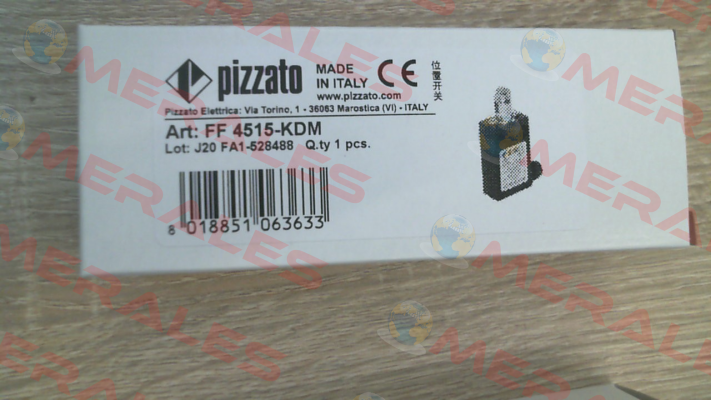 pizzato MADE IN ITALY CE
www.pizzato.com
位置开关
Pizzato Elettrica: Via Torino, 1 - 36063 Marostica (VI) - ITALY
Art: FF 4515-KDM
Lot: J20 FA1-528488 Q.ty 1 pcs.
8 018851 063633
MERALES
MERALES
MERALES
MERALES
MERALES